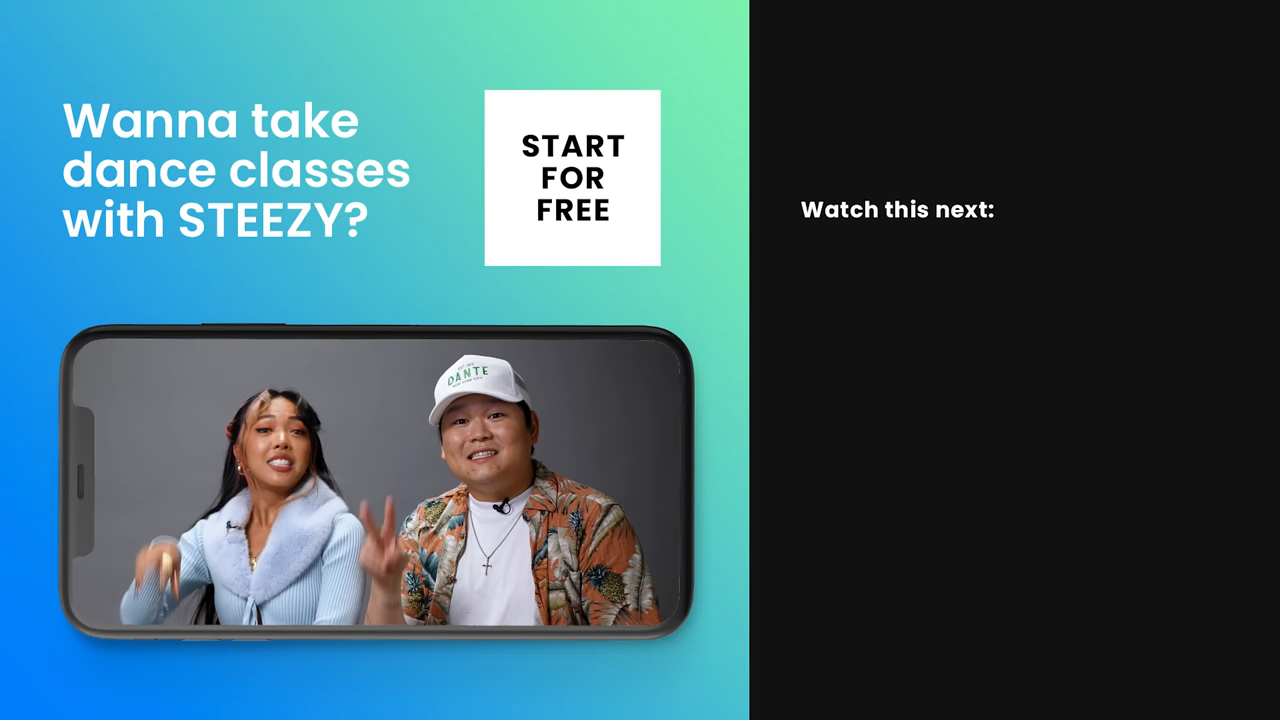 Wanna take
dance classes
with STEEZY?
START
FOR
FREE
Watch this next:
DANTE